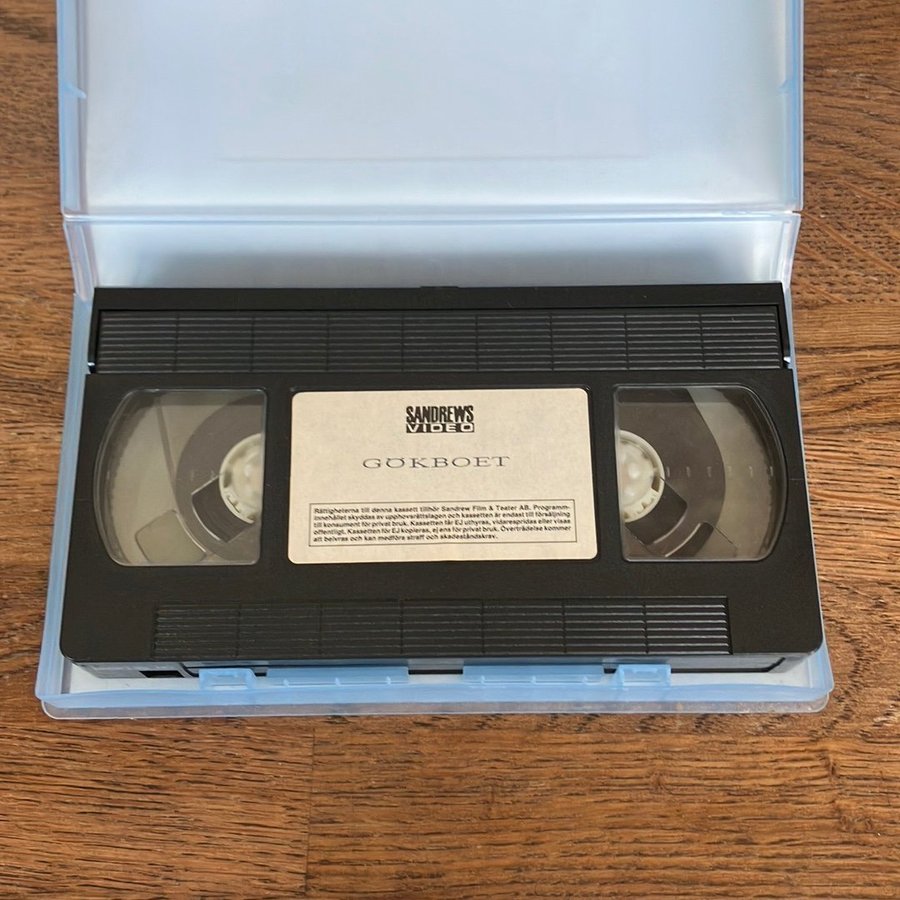 SANDREWS
VIDEO
GÖKBOET
Rättigheterna till denna kassett tillhör Sandrew Film & Teater AB. Programm-
innehållet skyddas av upphovsrättslagen och kassetten är endast till försäljning
till konsument för privat bruk. Kassetten får EJ uthyras, vidarespridas eller visas
offentligt. Kassetten får EJ kopieras, ej ens för privat bruk. Överträdelse kommer
att beivras och kan medföra straff och skadeståndskrav.